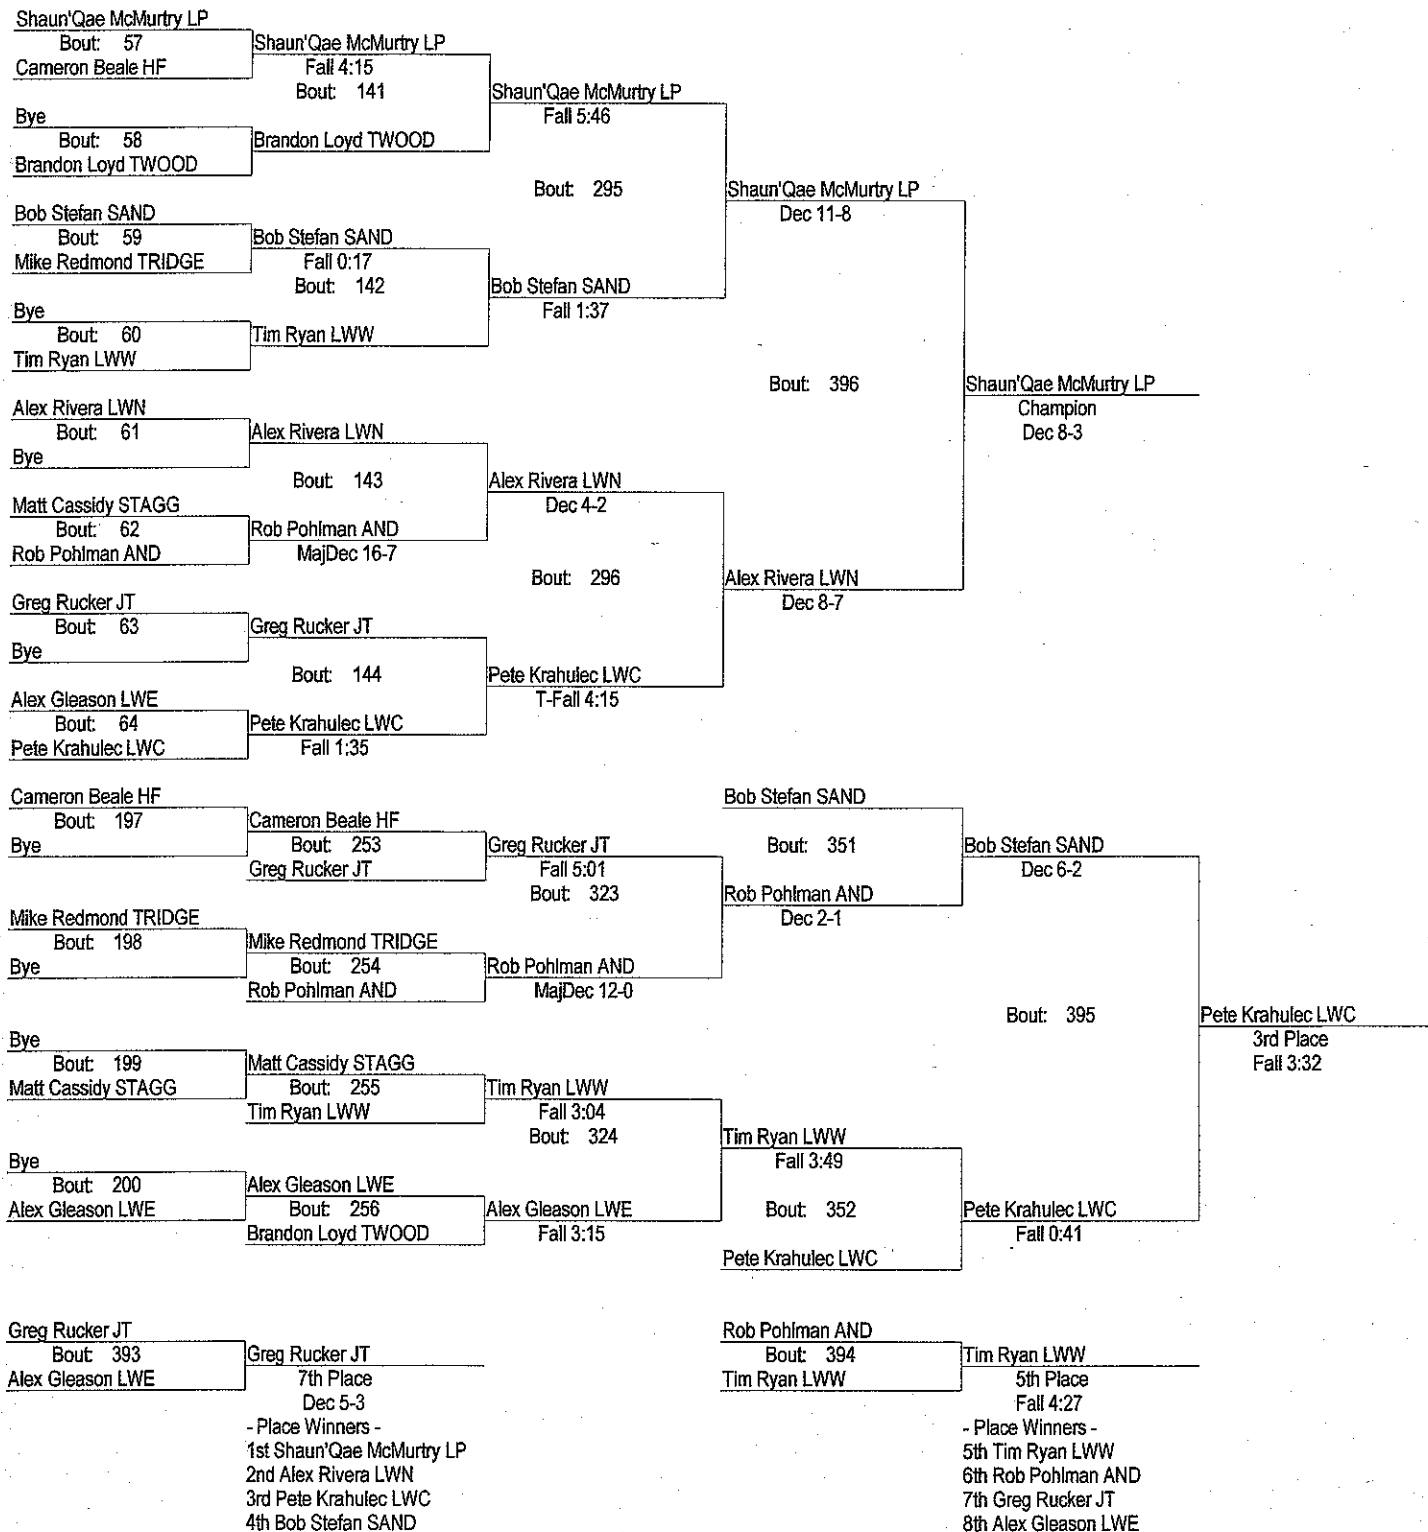 Shaun'Qae McMurtry LP
Bout: 57
Cameron Beale HF
Shaun'Qae McMurtry LP
Fall 4:15
Bout: 141
Bye
Bout: 58
Brandon Loyd TWOOD
Brandon Loyd TWOOD
Shaun'Qae McMurtry LP
Fall 5:46
Bout: 295
Bob Stefan SAND
Bout: 59
Mike Redmond TRIDGE
Bob Stefan SAND
Fall 0:17
Bout: 142
Bye
Bout: 60
Tim Ryan LWW
Tim Ryan LWW
Bob Stefan SAND
Fall 1:37
Shaun'Qae McMurtry LP
Dec 11-8
Bout: 396
Shaun'Qae McMurtry LP
Champion
Dec 8-3
Alex Rivera LWN
Bout: 61
Bye
Alex Rivera LWN
Bout: 143
Matt Cassidy STAGG
Bout: 62
Rob Pohlman AND
Rob Pohlman AND
MajDec 16-7
Alex Rivera LWN
Dec 4-2
Bout: 296
Alex Rivera LWN
Dec 8-7
Greg Rucker JT
Bout: 63
Bye
Greg Rucker JT
Bout: 144
Alex Gleason LWE
Bout: 64
Pete Krahulec LWC
Pete Krahulec LWC
Fall 1:35
Pete Krahulec LWC
T-Fall 4:15
Cameron Beale HF
Bout: 197
Bye
Cameron Beale HF
Bout: 253
Greg Rucker JT
Greg Rucker JT
Fall 5:01
Bout: 323
Mike Redmond TRIDGE
Bout: 198
Bye
Mike Redmond TRIDGE
Bout: 254
Rob Pohlman AND
Rob Pohlman AND
MajDec 12-0
Bob Stefan SAND
Bout: 351
Rob Pohlman AND
Dec 2-1
Bob Stefan SAND
Dec 6-2
Bout: 395
Pete Krahulec LWC
3rd Place
Fall 3:32
Bye
Bout: 199
Matt Cassidy STAGG
Matt Cassidy STAGG
Bout: 255
Tim Ryan LWW
Tim Ryan LWW
Fall 3:04
Bout: 324
Bye
Bout: 200
Alex Gleason LWE
Alex Gleason LWE
Bout: 256
Brandon Loyd TWOOD
Alex Gleason LWE
Fall 3:15
Tim Ryan LWW
Fall 3:49
Bout: 352
Pete Krahulec LWC
Pete Krahulec LWC
Fall 0:41
Greg Rucker JT
Bout: 393
Alex Gleason LWE
Greg Rucker JT
7th Place
Dec 5-3
- Place Winners -
1st Shaun'Qae McMurtry LP
2nd Alex Rivera LWN
3rd Pete Krahulec LWC
4th Bob Stefan SAND
Rob Pohlman AND
Bout: 394
Tim Ryan LWW
Tim Ryan LWW
5th Place
Fall 4:27
- Place Winners -
5th Tim Ryan LWW
6th Rob Pohlman AND
7th Greg Rucker JT
8th Alex Gleason LWE